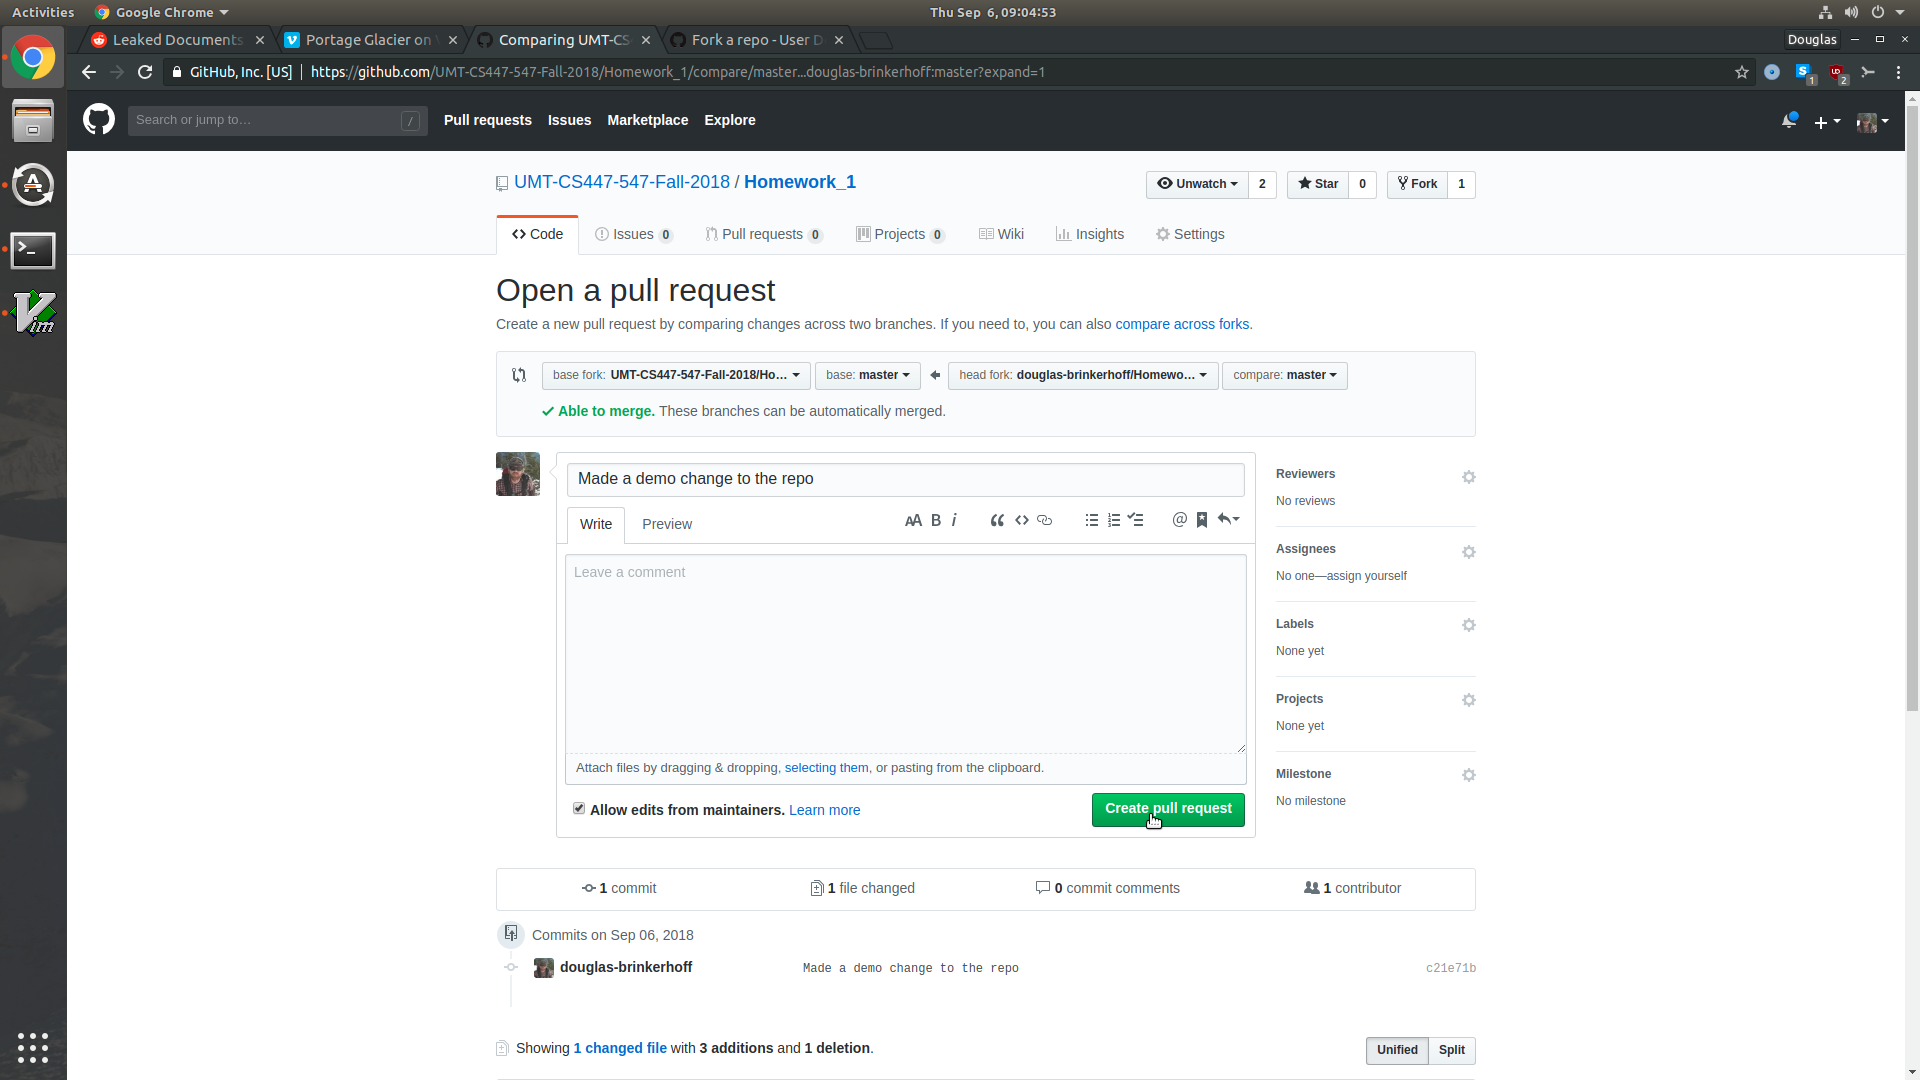 Activities Google Chrome Thu Sep 6, 09:04:53
Leaked Documents Portage Glacier on Comparing UMT-CS Fork a repo - User D Douglas
GitHub, Inc. [US] https://github.com/UMT-CS447-547-Fall-2018/Homework_1/compare/master...douglas-brinkerhoff:master?expand=1 1 2
Search or jump to… / Pull requests Issues Marketplace Explore
UMT-CS447-547-Fall-2018 / Homework_1 Unwatch 2 Star 0 Fork 1
Code Issues 0 Pull requests 0 Projects 0 Wiki Insights Settings
Open a pull request
Create a new pull request by comparing changes across two branches. If you need to, you can also compare across forks.
base fork: UMT-CS447-547-Fall-2018/Ho… base: master head fork: douglas-brinkerhoff/Homewo… compare: master
Able to merge. These branches can be automatically merged.
Made a demo change to the repo
Write Preview AA B i @
Leave a comment
Attach files by dragging & dropping, selecting them, or pasting from the clipboard.
Allow edits from maintainers. Learn more Create pull request
Reviewers
No reviews
Assignees
No one—assign yourself
Labels
None yet
Projects
None yet
Milestone
No milestone
1 commit 1 file changed 0 commit comments 1 contributor
Commits on Sep 06, 2018
douglas-brinkerhoff Made a demo change to the repo c21e71b
Showing 1 changed file with 3 additions and 1 deletion. Unified Split
Vim